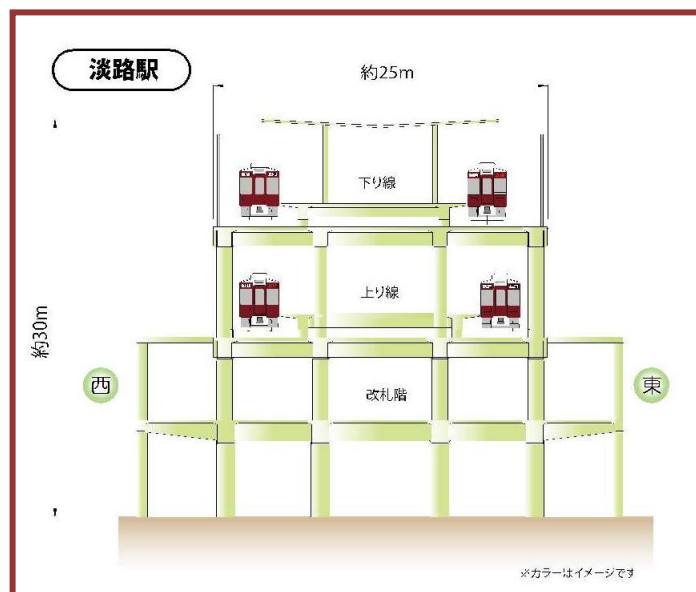 淡路駅
約25m
下り線
約30m
上り線
西
改札階
東
※カラーはイメージです